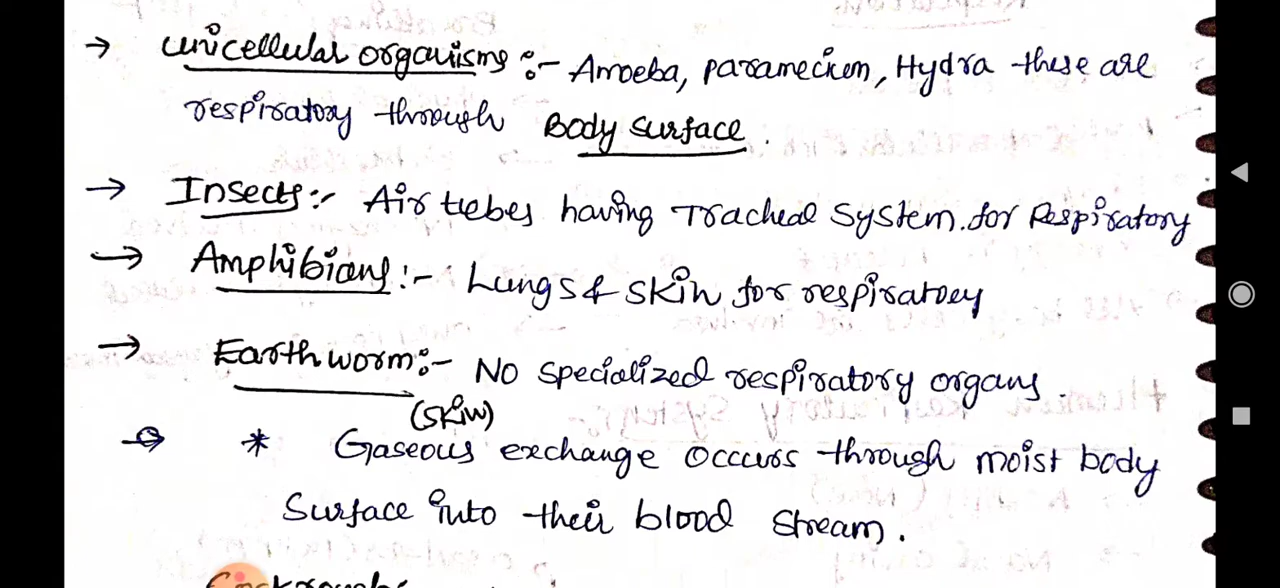 → Unicellular organisms :- Amoeba, paramecium, Hydra these are
respiratory through Body surface.
→ Insects :- Air tubes having Tracheal System for Respiratory
→ Amphibians :- Lungs & skin for respiratory
→ Earthworm :- No specialized respiratory organs.
(skin)
* Gaseous exchange occurs through moist body
Surface into their blood stream.